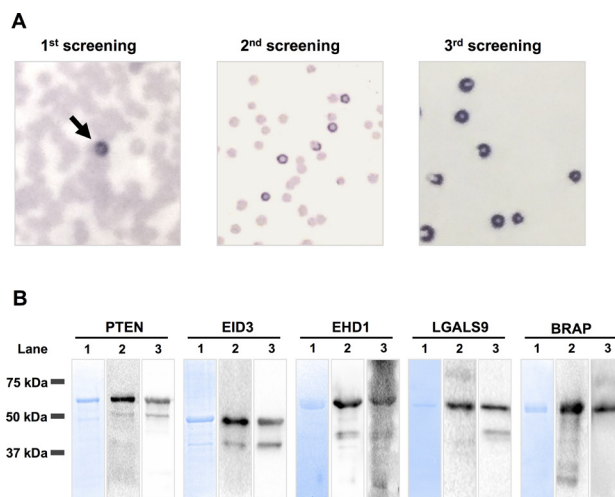 A
1st screening 2nd screening 3rd screening
B
PTEN EID3 EHD1 LGALS9 BRAP
Lane 1 2 3 1 2 3 1 2 3 1 2 3 1 2 3
75 kDa
50 kDa
37 kDa